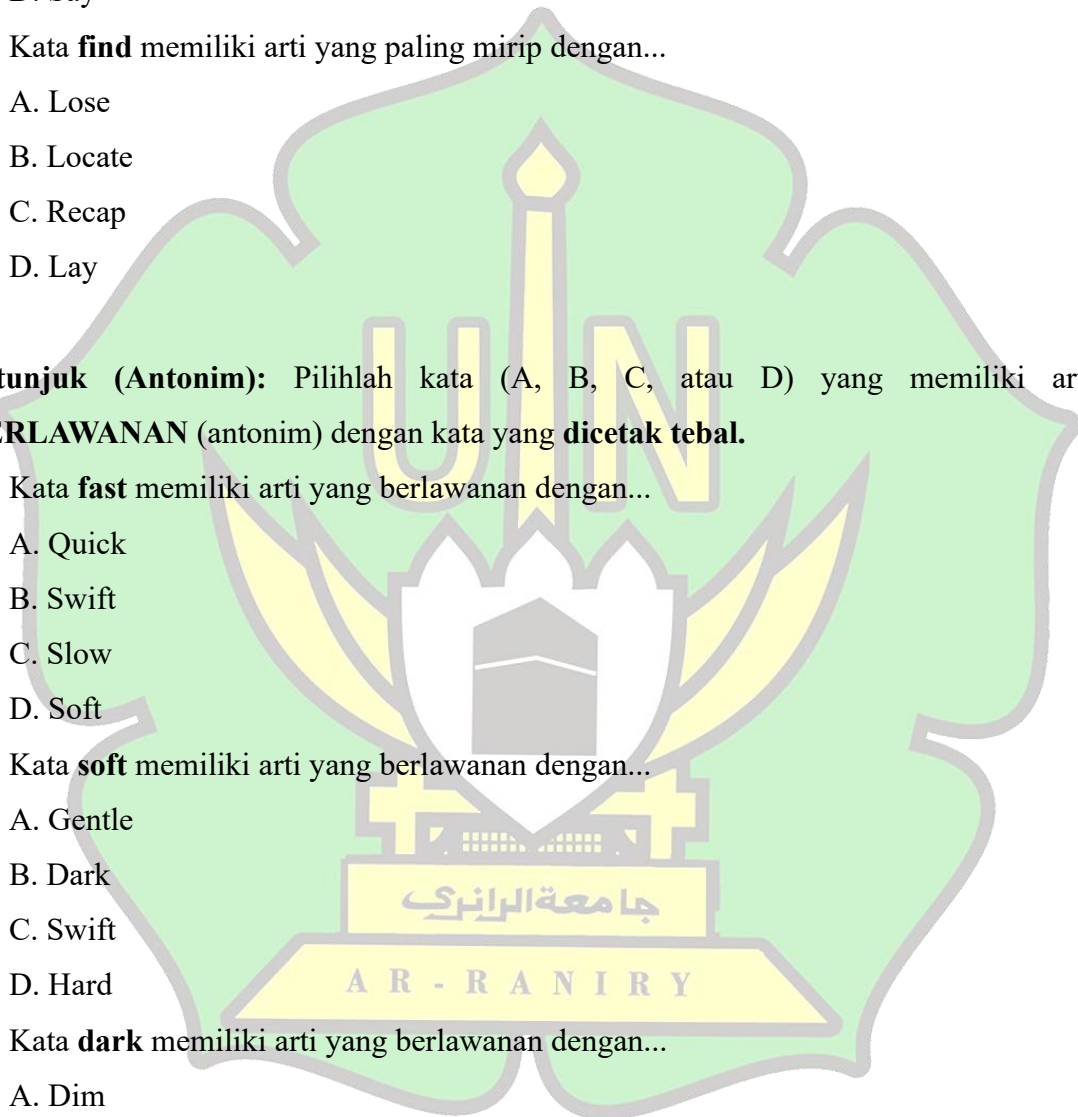 Kata find memiliki arti yang paling mirip dengan...
A. Lose
B. Locate
C. Recap
D. Lay
UIN
(Antonim): Pilihlah kata (A, B, C, atau D) yang memiliki
(antonim) dengan kata yang dicetak tebal.
Kata fast memiliki arti yang berlawanan dengan...
A. Quick
B. Swift
C. Slow
D. Soft
Kata soft memiliki arti yang berlawanan dengan...
A. Gentle
B. Dark
جامعة الرانري
C. Swift
D. Hard
AR-RANIRY
Kata dark memiliki arti yang berlawanan dengan...
A. Dim